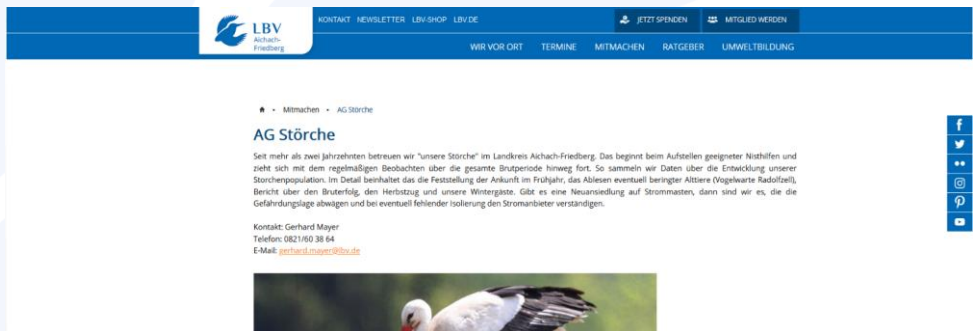 LBV
Aichach-
Friedberg
KONTAKT NEWSLETTER LBV-SHOP LBV.DE
JETZT SPENDEN
MITGLIED WERDEN
WIR VOR ORT TERMINE MITMACHEN RATGEBER UMWELTBILDUNG
Mitmachen • AG Störche
AG Störche
Seit mehr als zwei Jahrzehnten betreuen wir "unsere Störche" im Landkreis Aichach-Friedberg. Das beginnt beim Aufstellen geeigneter Nisthilfen und
zieht sich mit dem regelmäßigen Beobachten über die gesamte Brutperiode hinweg fort. So sammeln wir Daten über die Entwicklung unserer
Storchenpopulation. Im Detail beinhaltet das die Feststellung der Ankunft im Frühjahr, das Ablesen eventuell beringter Alttiere (Vogelwarte Radolfzell),
Bericht über den Bruterfolg, den Herbstzug und unsere Wintergäste. Gibt es eine Neuansiedlung auf Strommasten, dann sind wir es, die die
Gefährdungslage abwägen und bei eventuell fehlender Isolierung den Stromanbieter verständigen.
Kontakt: Gerhard Mayer
Telefon: 0821/60 38 64
E-Mail: gerhard.mayer@lbv.de